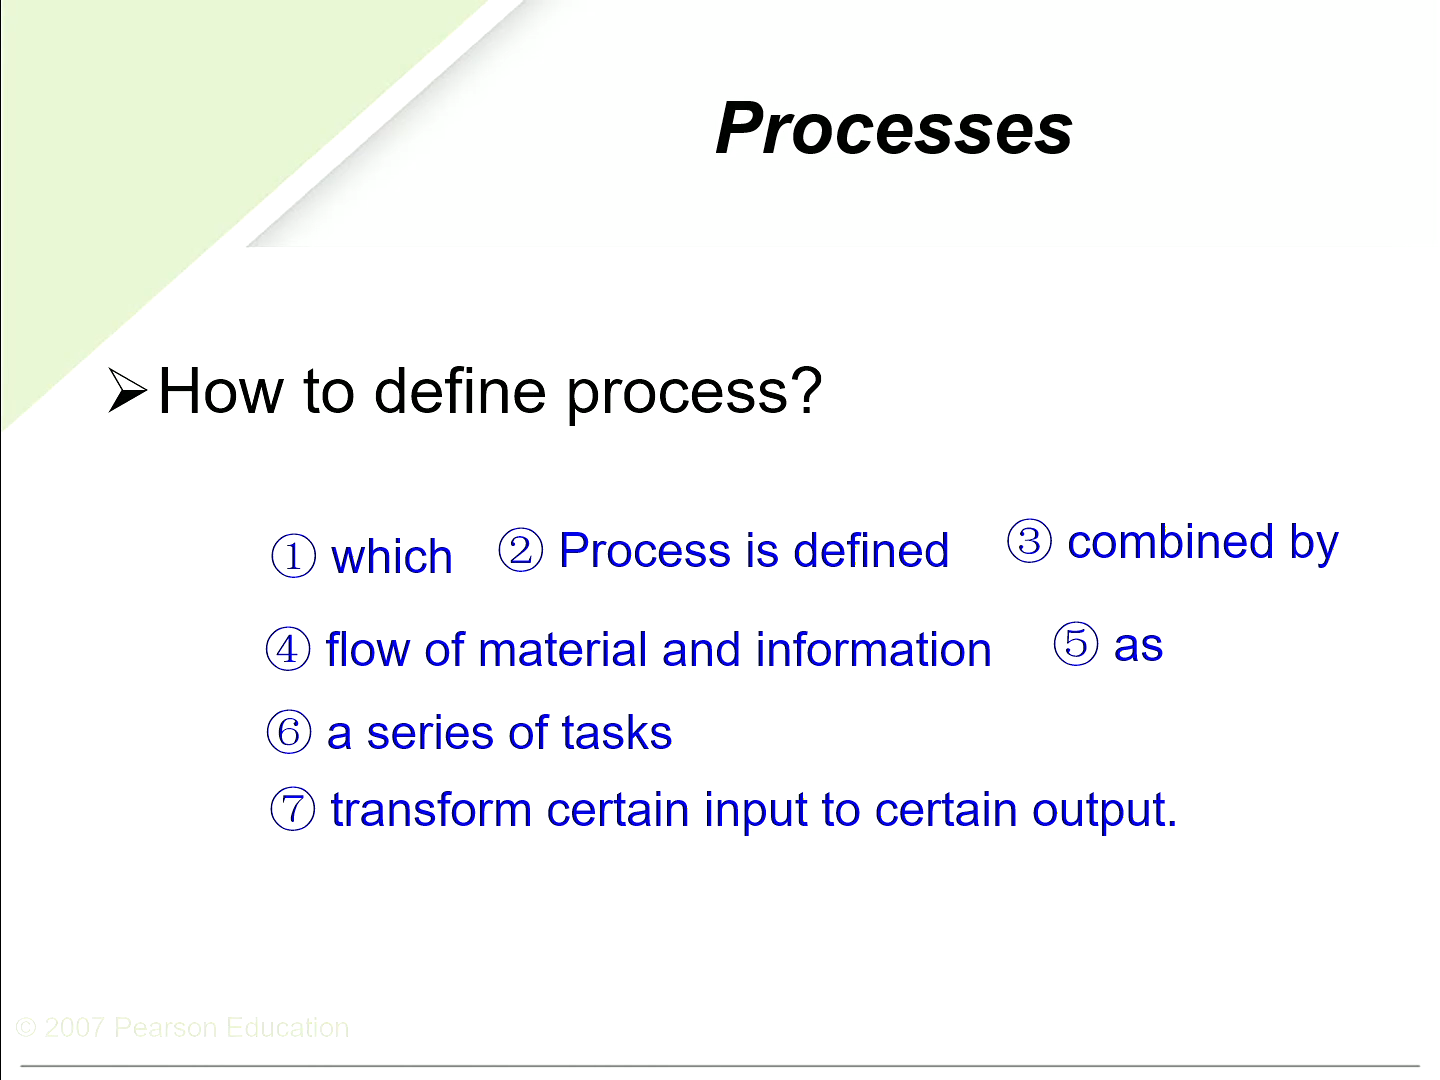 Processes
➢How to define process?
① which ② Process is defined ③ combined by
④ flow of material and information ⑤ as
⑥ a series of tasks
⑦ transform certain input to certain output.
© 2007 Pearson Education